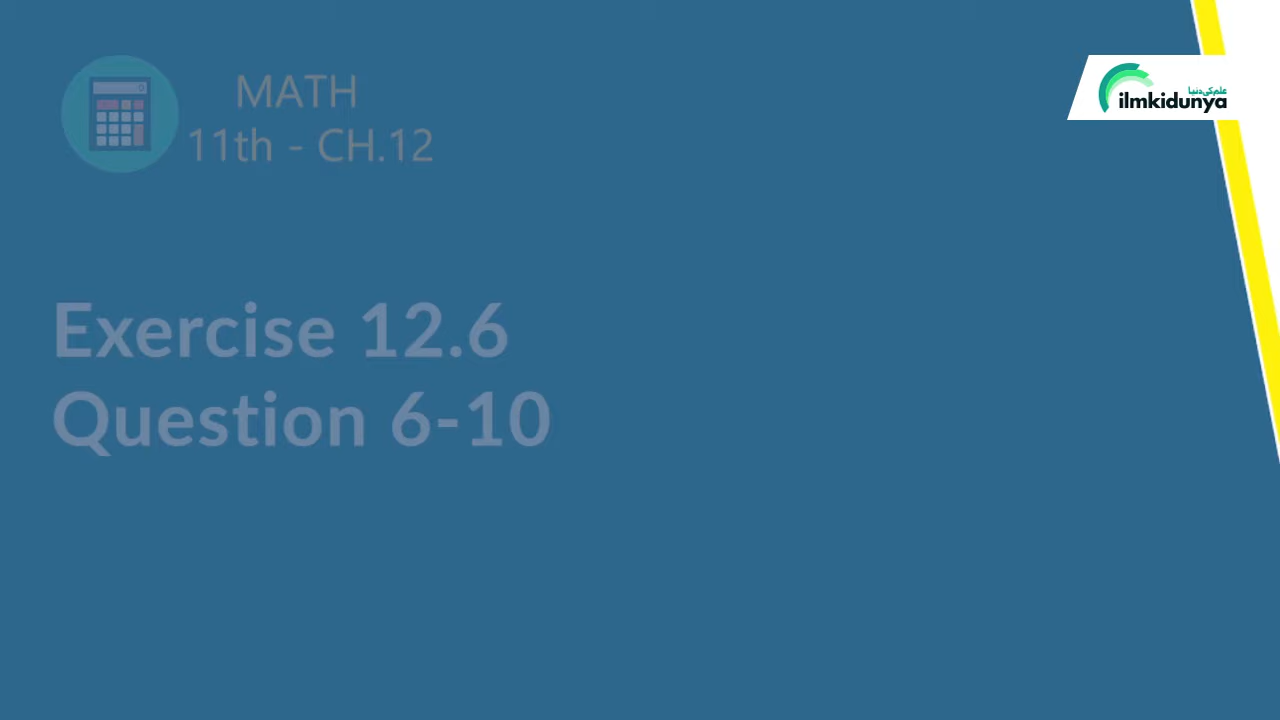 MATH
11th - CH.12
علم کی دنیا
ilmkidunya
Exercise 12.6
Question 6-10